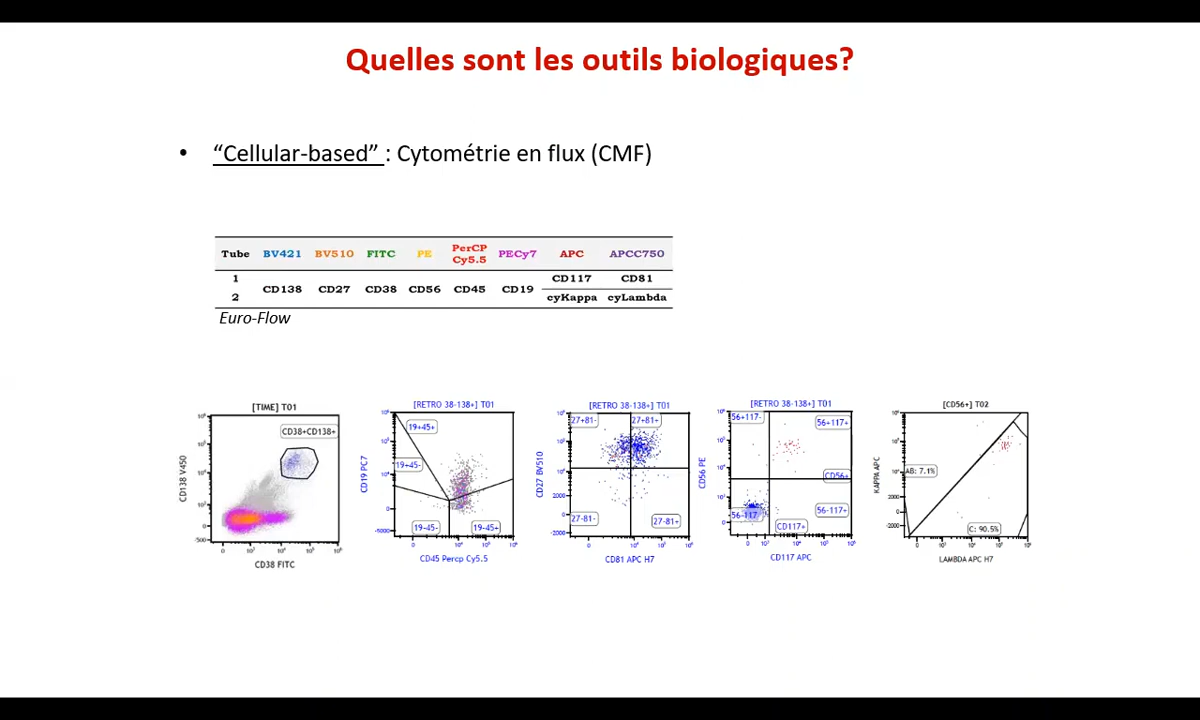 Quelles sont les outils biologiques?
• “Cellular-based” : Cytométrie en flux (CMF)
Tube BV421 BV510 FITC PE PerCP Cy5.5 PECy7 APC APCC750
1 CD138 CD27 CD38 CD56 CD45 CD19 CD117 CD81
2 cyKappa cyLambda
Euro-Flow
[TIME] T01
CD38+CD138+
CD138 V450
CD38 FITC
[RETRO 38-138+] T01
19+45+
19+45-
19-45-
19-45+
CD19 PC7
CD45 Percp Cy5.5
[RETRO 38-138+] T01
27+81-
27+81+
27-81-
27-81+
CD27 BV510
CD81 APC H7
[RETRO 38-138+] T01
56+117-
56+117+
CD56+
56-117-
56-117+
CD117+
CD56 PE
CD117 APC
[CD56+] T02
AB: 7.1%
C: 90.5%
KAPPA APC
LAMBDA APC H7